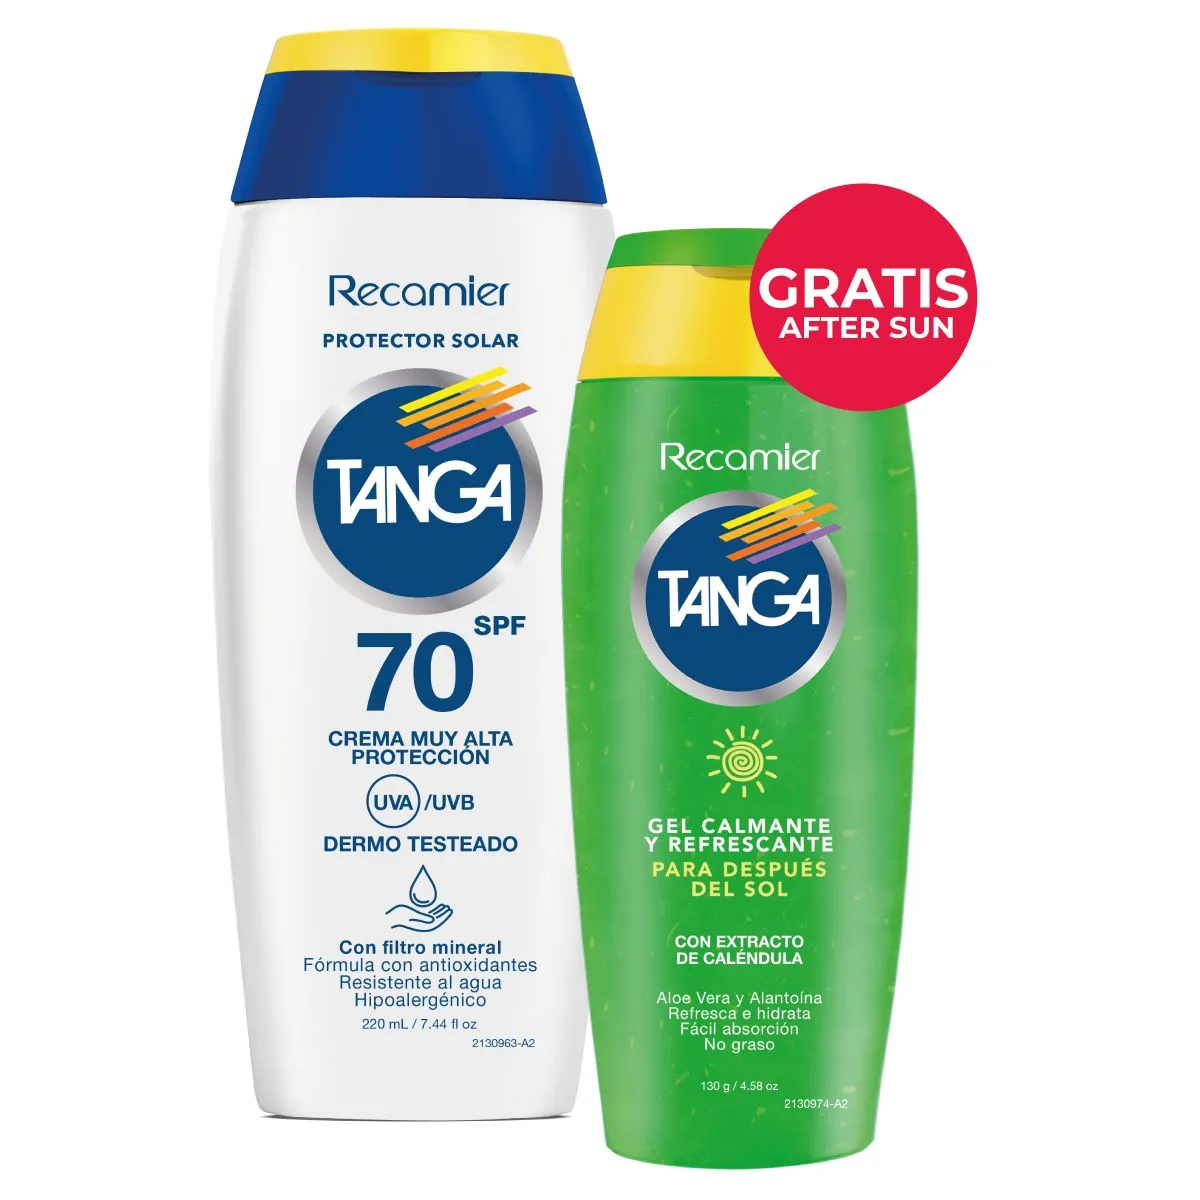 Recamier
PROTECTOR SOLAR
TANGA
70 SPF
CREMA MUY ALTA
PROTECCIÓN
UVA/UVB
DERMO TESTEADO
Con filtro mineral
Fórmula con antioxidantes
Resistente al agua
Hipoalergénico
220 mL / 7.44 fl oz
2130963-A2
GRATIS
AFTER SUN
Recamier
TANGA
GEL CALMANTE
Y REFRESCANTE
PARA DESPUÉS
DEL SOL
CON EXTRACTO
DE CALÉNDULA
Aloe Vera y Alantoína
Refresca e hidrata
Fácil absorción
No graso
130 g / 4.58 oz
2130974-A2